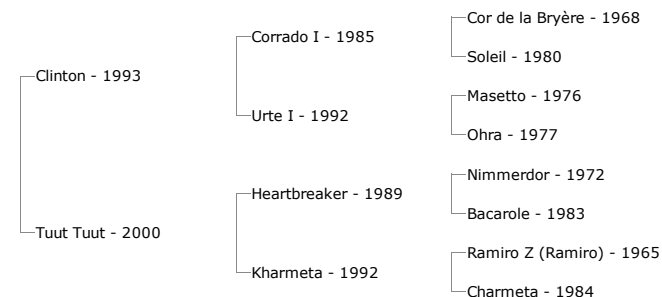 Cor de la Bryère - 1968
Corrado I - 1985
Soleil - 1980
Clinton - 1993
Masetto - 1976
Urte I - 1992
Ohra - 1977
Nimmerdor - 1972
Heartbreaker - 1989
Bacarole - 1983
Tuut Tuut - 2000
Ramiro Z (Ramiro) - 1965
Kharmeta - 1992
Charmeta - 1984